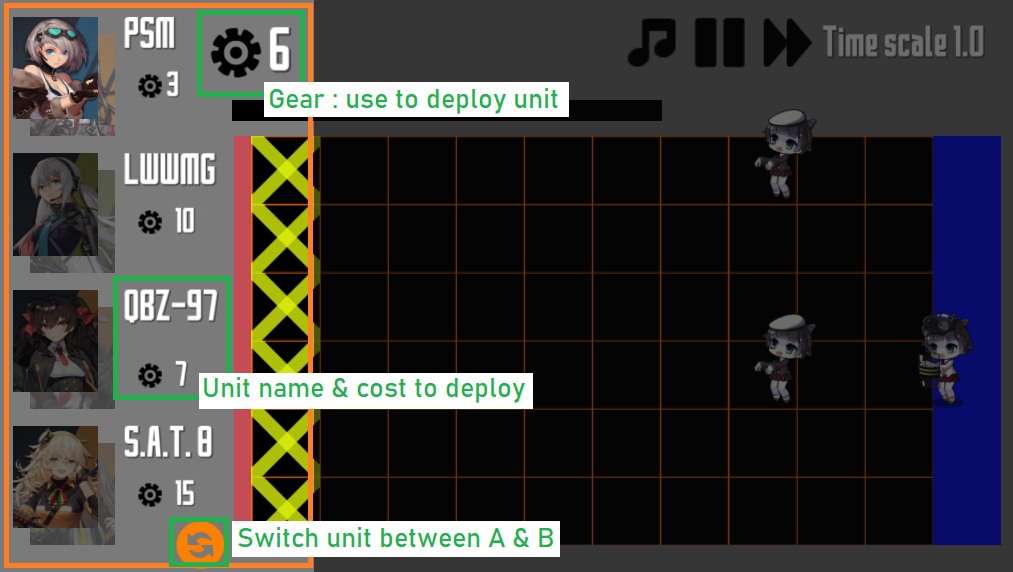 PSM
3
6
Time scale 1.0
Gear : use to deploy unit
LWWMG
10
QBZ-97
7
Unit name & cost to deploy
S.A.T. 8
15
Switch unit between A & B